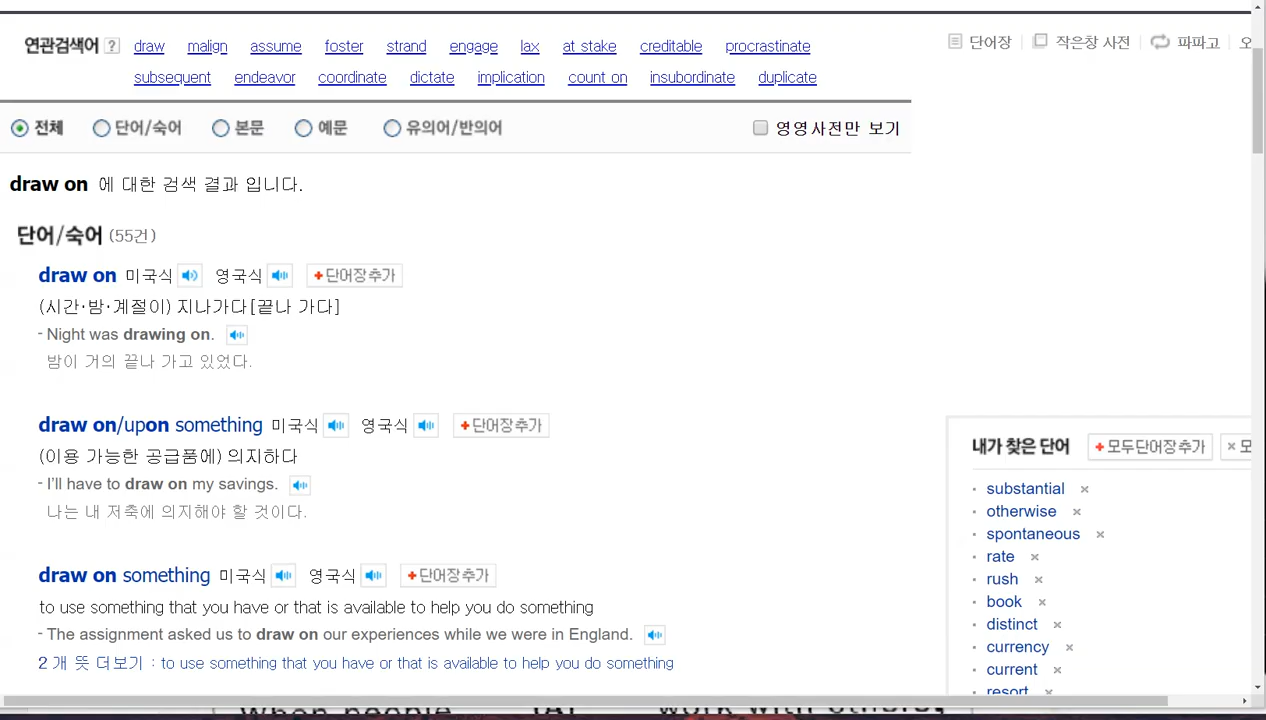 연관검색어 ? draw malign assume foster strand engage lax at stake creditable procrastinate
subsequent endeavor coordinate dictate implication count on insubordinate duplicate
단어장 작은창 사전 파파고 오
전체 단어/숙어 본문 예문 유의어/반의어 영영사전만 보기
draw on 에 대한 검색 결과 입니다.
단어/숙어 (55건)
draw on 미국식 영국식 +단어장추가
(시간·밤·계절이) 지나가다[끝나 가다]
- Night was drawing on.
밤이 거의 끝나 가고 있었다.
draw on/upon something 미국식 영국식 +단어장추가
(이용 가능한 공급품에) 의지하다
- I'll have to draw on my savings.
나는 내 저축에 의지해야 할 것이다.
draw on something 미국식 영국식 +단어장추가
to use something that you have or that is available to help you do something
- The assignment asked us to draw on our experiences while we were in England.
2 개 뜻 더보기 : to use something that you have or that is available to help you do something
내가 찾은 단어 +모두단어장추가 × 모
· substantial ×
· otherwise ×
· spontaneous ×
· rate ×
· rush ×
· book ×
· distinct ×
· currency ×
· current ×
· resort ×
When people (A) work with others,